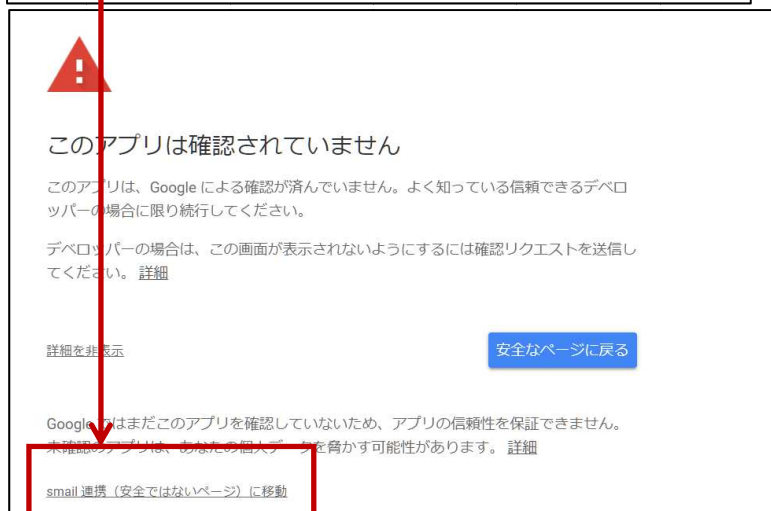 このアプリは確認されていません
このアプリは、Google による確認が済んでいません。よく知っている信頼できるデベロ
ッパーの場合に限り続行してください。
デベロッパーの場合は、この画面が表示されないようにするには確認リクエストを送信し
てください。 詳細
詳細を非表示
安全なページに戻る
Google ではまだこのアプリを確認していないため、アプリの信頼性を保証できません。
未確認のアプリは、あなたの個人データを脅かす可能性があります。 詳細
smail 連携（安全ではないページ）に移動